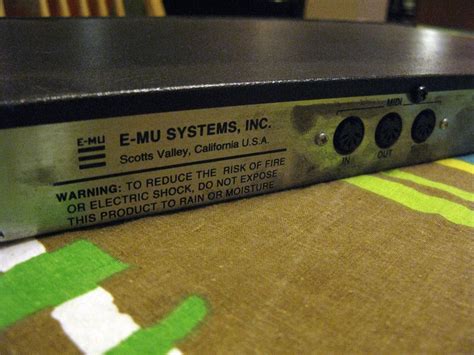 E-MU
E-MU SYSTEMS, INC.
Scotts Valley, California U.S.A.
WARNING: TO REDUCE THE RISK OF FIRE
OR ELECTRIC SHOCK, DO NOT EXPOSE
THIS PRODUCT TO RAIN OR MOISTURE
MIDI
IN
OUT